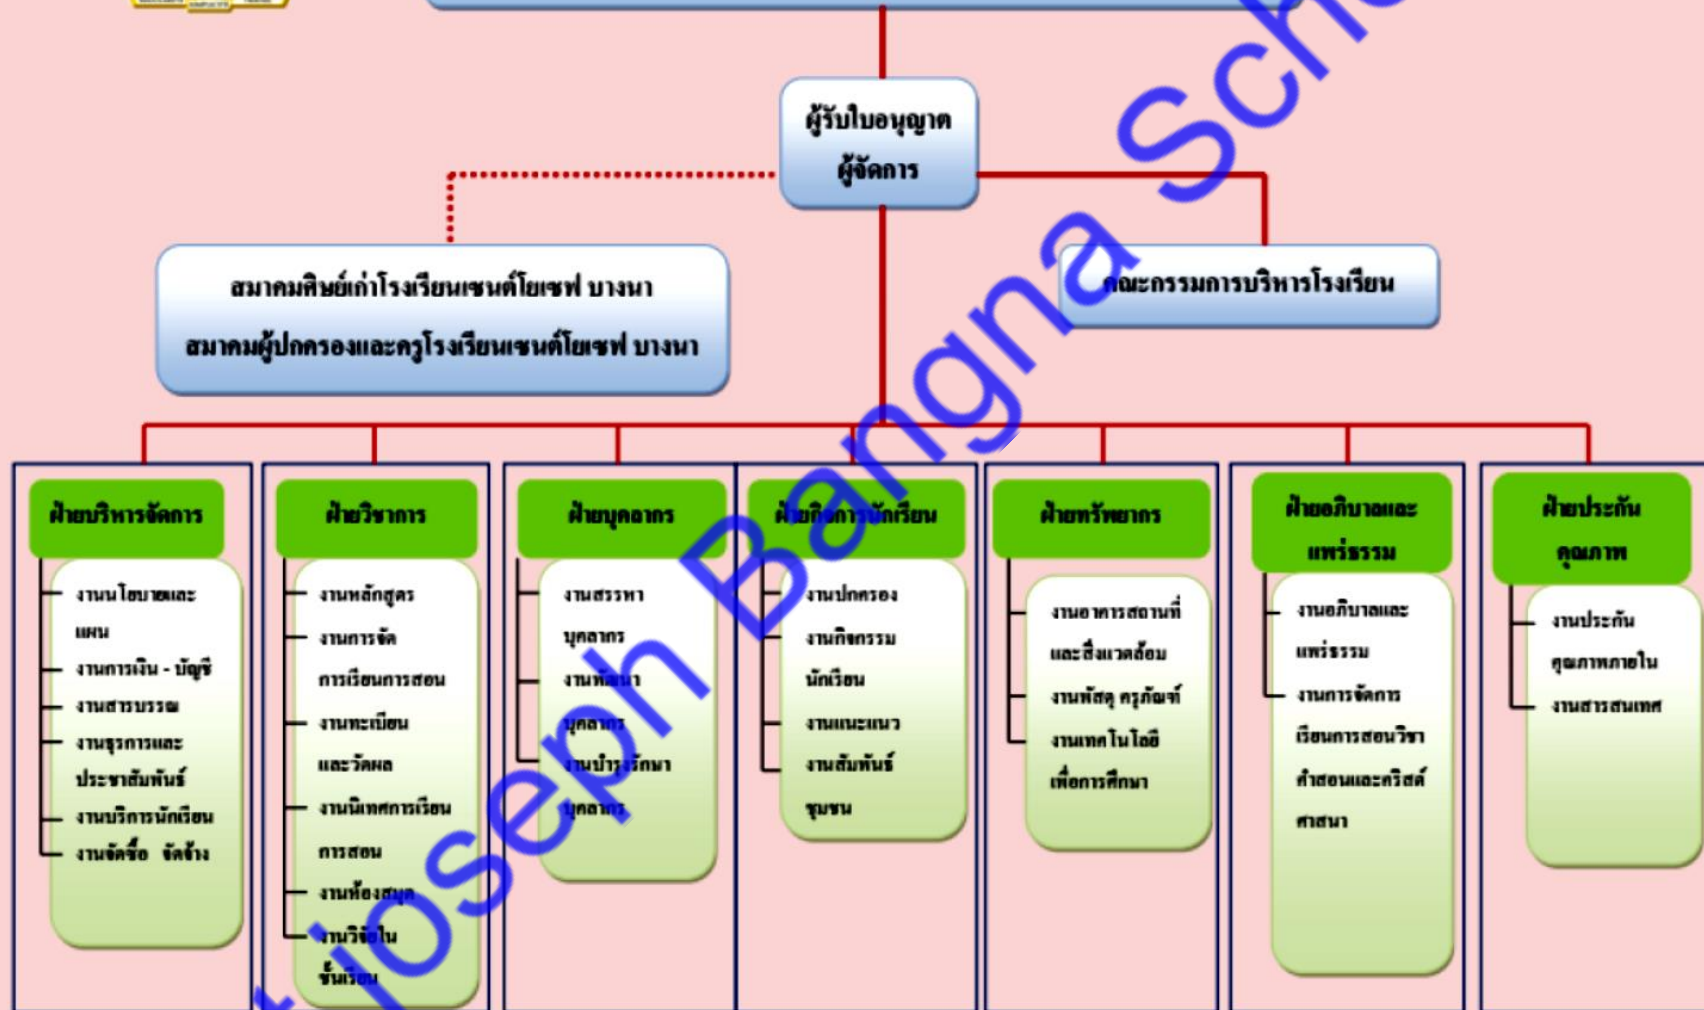 ผู้รับใบอนุญาต
ผู้จัดการ
สมาคมศิษย์เก่าโรงเรียนเซนต์โยเซฟ บางนา
สมาคมผู้ปกครองและครูโรงเรียนเซนต์โยเซฟ บางนา
คณะกรรมการบริหารโรงเรียน
ฝ่ายบริหารจัดการ
งานนโยบายและ
แผน
งานการเงิน - บัญชี
งานสารบรรณ
งานธุรการและ
ประชาสัมพันธ์
งานบริการนักเรียน
งานจัดซื้อ จัดจ้าง
ฝ่ายวิชาการ
งานหลักสูตร
งานการจัด
การเรียนการสอน
งานทะเบียน
และวัดผล
งานนิเทศการเรียน
การสอน
งานห้องสมุด
งานวิจัยใน
ชั้นเรียน
ฝ่ายบุคลากร
งานสรรหา
บุคลากร
งานพัฒนา
บุคลากร
งานบำรุงรักษา
บุคลากร
ฝ่ายกิจการนักเรียน
งานปกครอง
งานกิจกรรม
นักเรียน
งานแนะแนว
งานสัมพันธ์
ชุมชน
ฝ่ายทรัพยากร
งานอาคารสถานที่
และสิ่งแวดล้อม
งานพัสดุ ครุภัณฑ์
งานเทคโนโลยี
เพื่อการศึกษา
ฝ่ายอภิบาลและ
แพร่ธรรม
งานอภิบาลและ
แพร่ธรรม
งานการจัดการ
เรียนการสอนวิชา
คำสอนและคริสต์
ศาสนา
ฝ่ายประกัน
คุณภาพ
งานประกัน
คุณภาพภายใน
งานสารสนเทศ
joseph Bangna